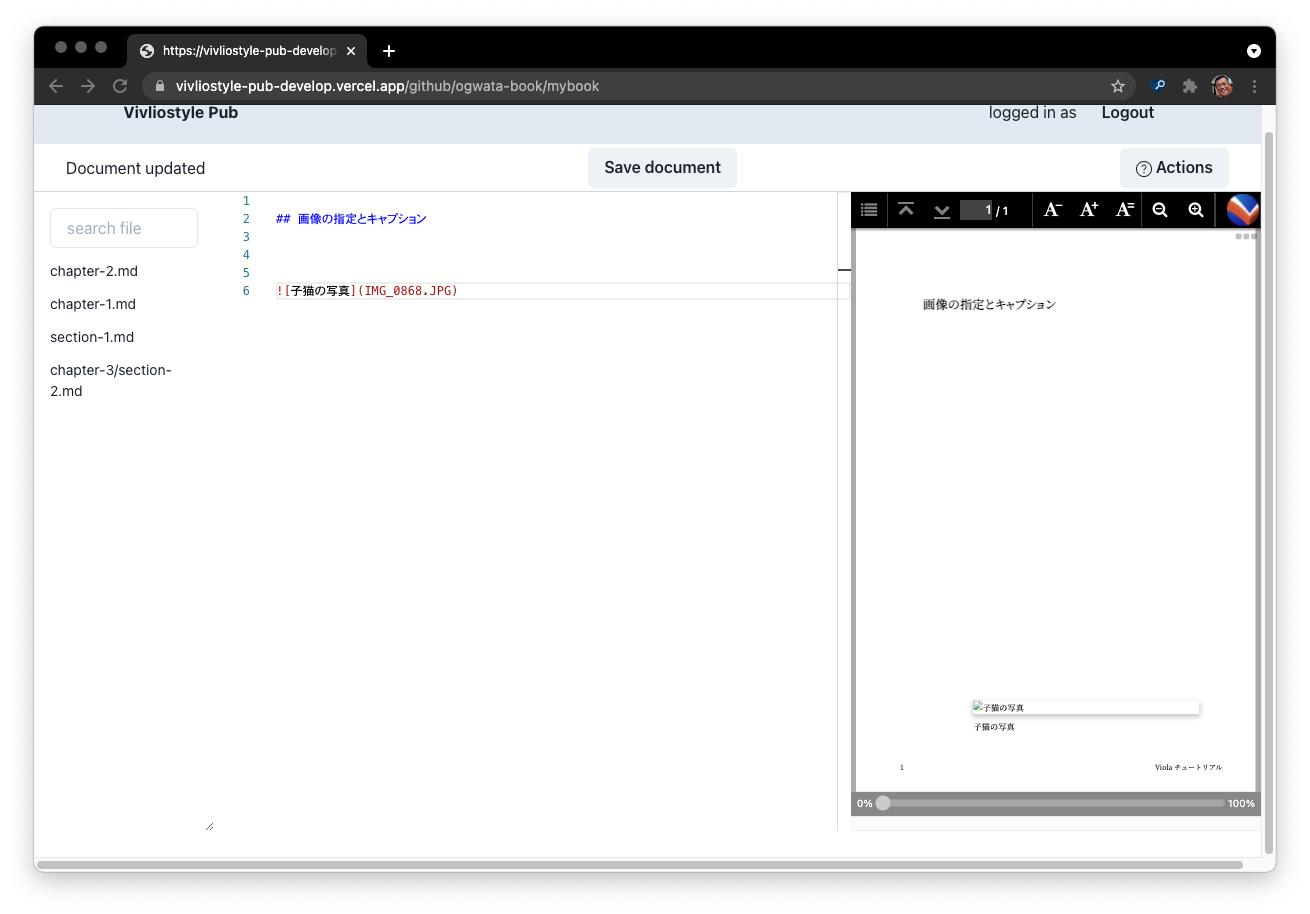 https://vivliostyle-pub-develop
vivliostyle-pub-develop.vercel.app/github/ogwata-book/mybook
Vivliostyle Pub
logged in as
Logout
Document updated
Save document
? Actions
search file
chapter-2.md
chapter-1.md
section-1.md
chapter-3/section-
2.md
1
2 ## 画像の指定とキャプション
3
4
5
6 ![子猫の写真](IMG_0868.JPG)
1 / 1
A- A+ A=
画像の指定とキャプション
子猫の写真
子猫の写真
1
Viola チュートリアル
0%
100%